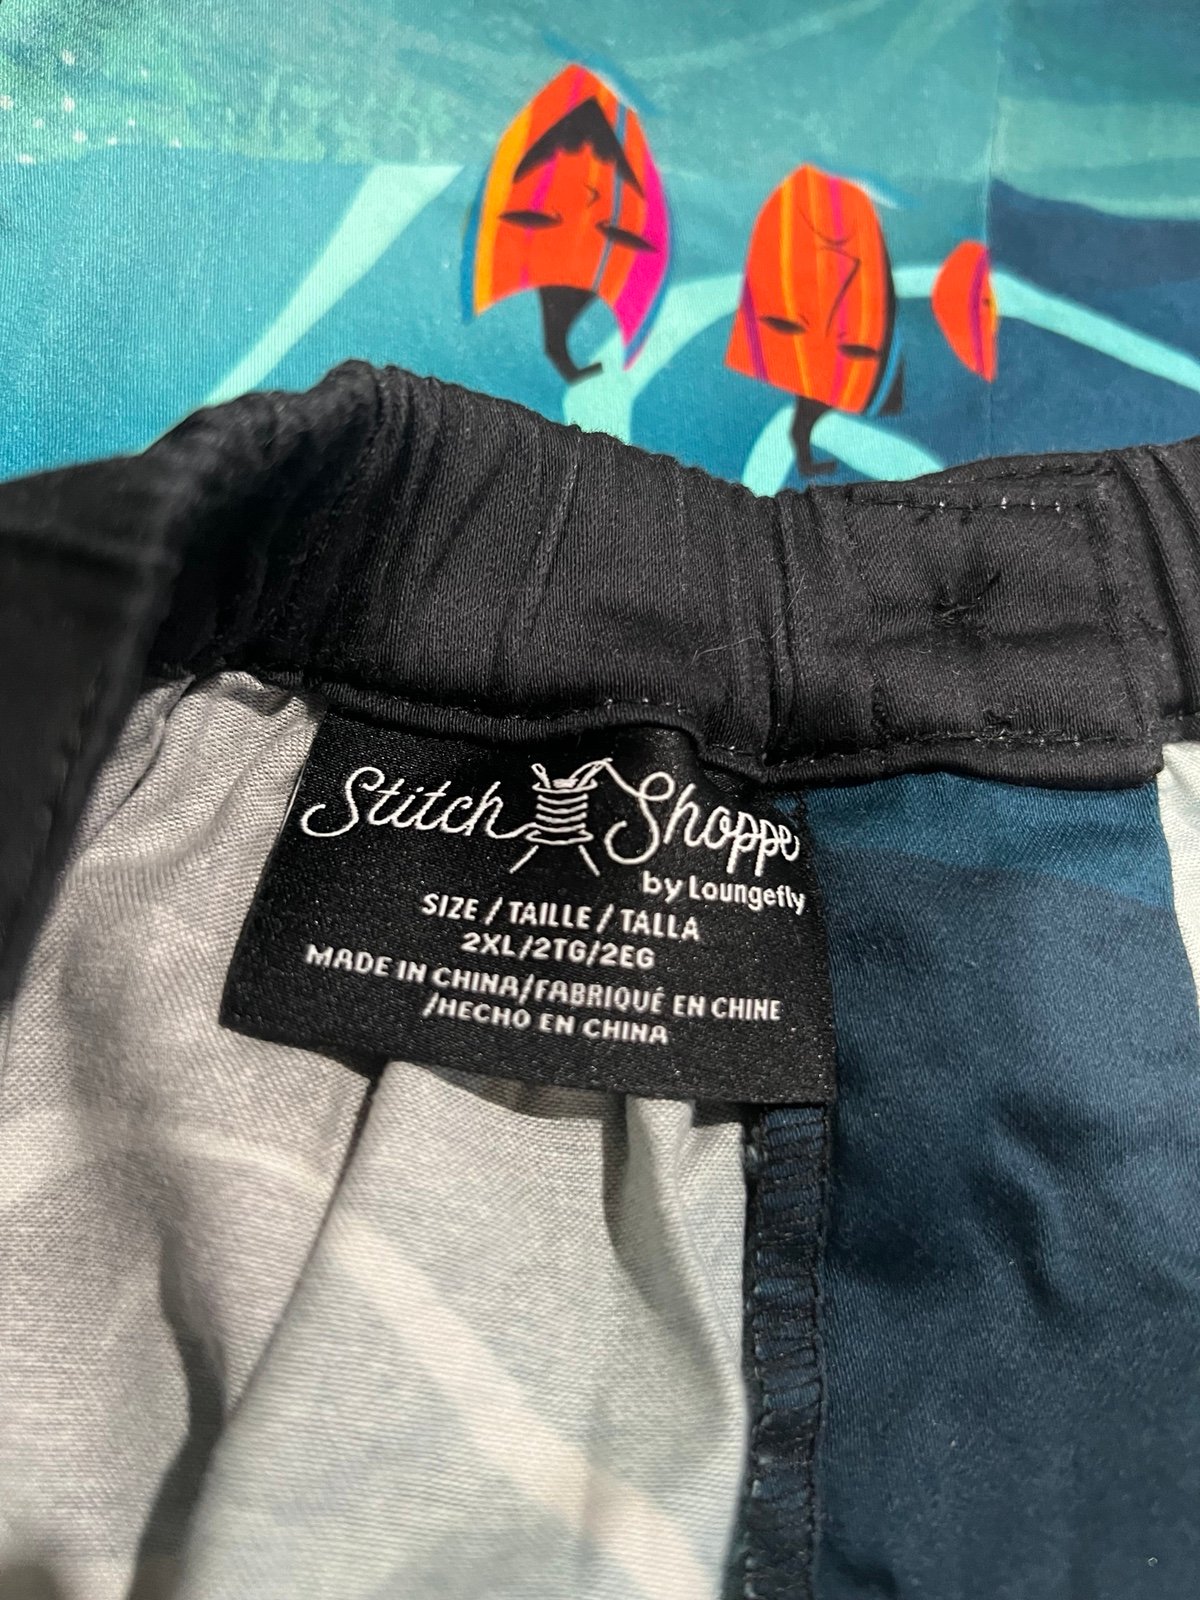 Stitch Shoppe
by Loungefly
SIZE / TAILLE / TALLA
2XL/2TG/2EG
MADE IN CHINA/FABRIQUÉ EN CHINE
/HECHO EN CHINA